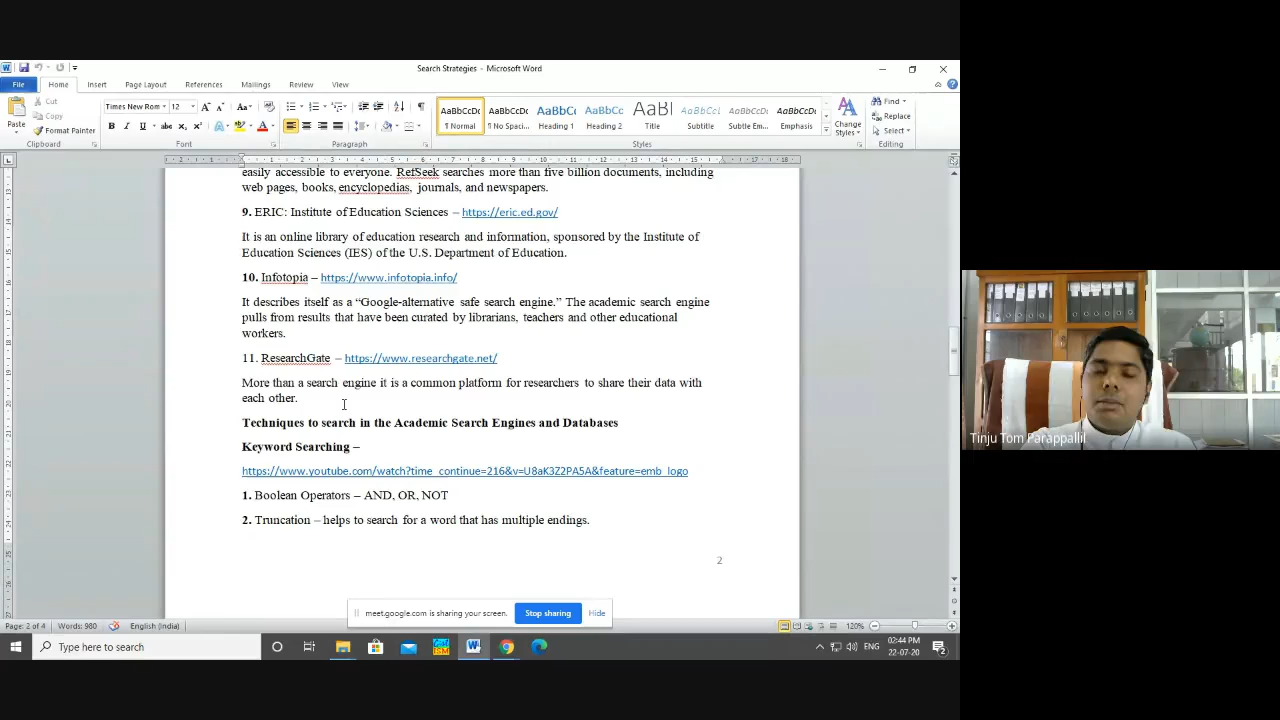 Search Strategies - Microsoft Word
File Home Insert Page Layout References Mailings Review View
Cut
Copy
Format Painter
Paste
Times New Rom 12
AaBbCcDc AaBbCcDc AaBbCc AaBbCc AaBl AaBbCcl AaBbCcDc AaBbCcDc
¶ Normal ¶ No Spaci... Heading 1 Heading 2 Title Subtitle Subtle Em... Emphasis
Change
Styles
Find
Replace
Select
Clipboard Font Paragraph Styles Editing
easily accessible to everyone. RefSeek searches more than five billion documents, including
web pages, books, encyclopedias, journals, and newspapers.
9. ERIC: Institute of Education Sciences – https://eric.ed.gov/
It is an online library of education research and information, sponsored by the Institute of
Education Sciences (IES) of the U.S. Department of Education.
10. Infotopia – https://www.infotopia.info/
It describes itself as a “Google-alternative safe search engine.” The academic search engine
pulls from results that have been curated by librarians, teachers and other educational
workers.
11. ResearchGate – https://www.researchgate.net/
More than a search engine it is a common platform for researchers to share their data with
each other.
Techniques to search in the Academic Search Engines and Databases
Keyword Searching –
https://www.youtube.com/watch?time_continue=216&v=U8aK3Z2PA5A&feature=emb_logo
1. Boolean Operators – AND, OR, NOT
2. Truncation – helps to search for a word that has multiple endings.
2
meet.google.com is sharing your screen. Stop sharing Hide
Page: 2 of 4 Words: 980 English (India) 120%
Type here to search
ENG
02:44 PM
22-07-20
Tinju Tom Parappallil